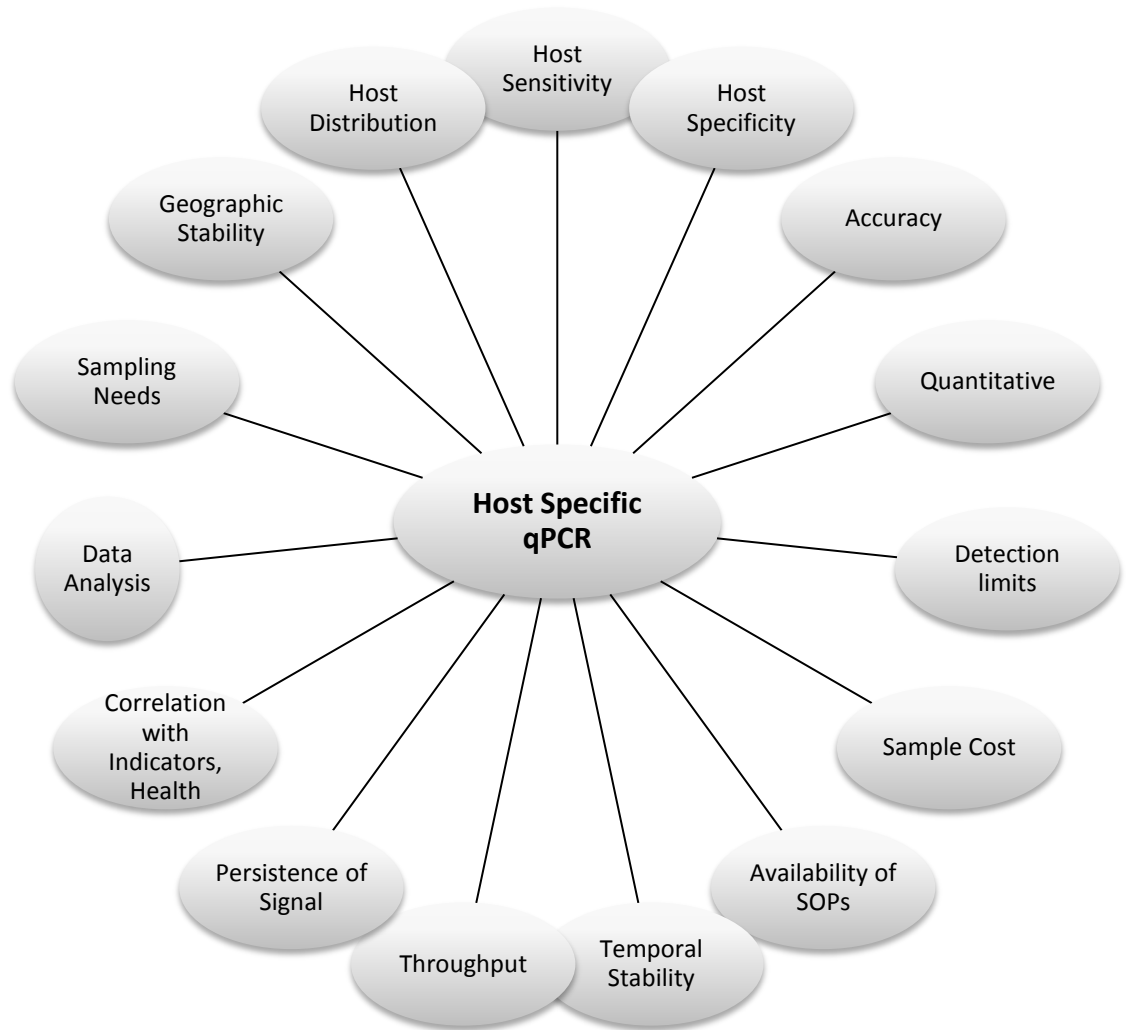 Host
Sensitivity
Host
Specificity
Accuracy
Quantitative
Detection
limits
Sample Cost
Availability of
SOPs
Temporal
Stability
Throughput
Persistence of
Signal
Correlation
with
Indicators,
Health
Data
Analysis
Sampling
Needs
Geographic
Stability
Host
Distribution
Host Specific
qPCR